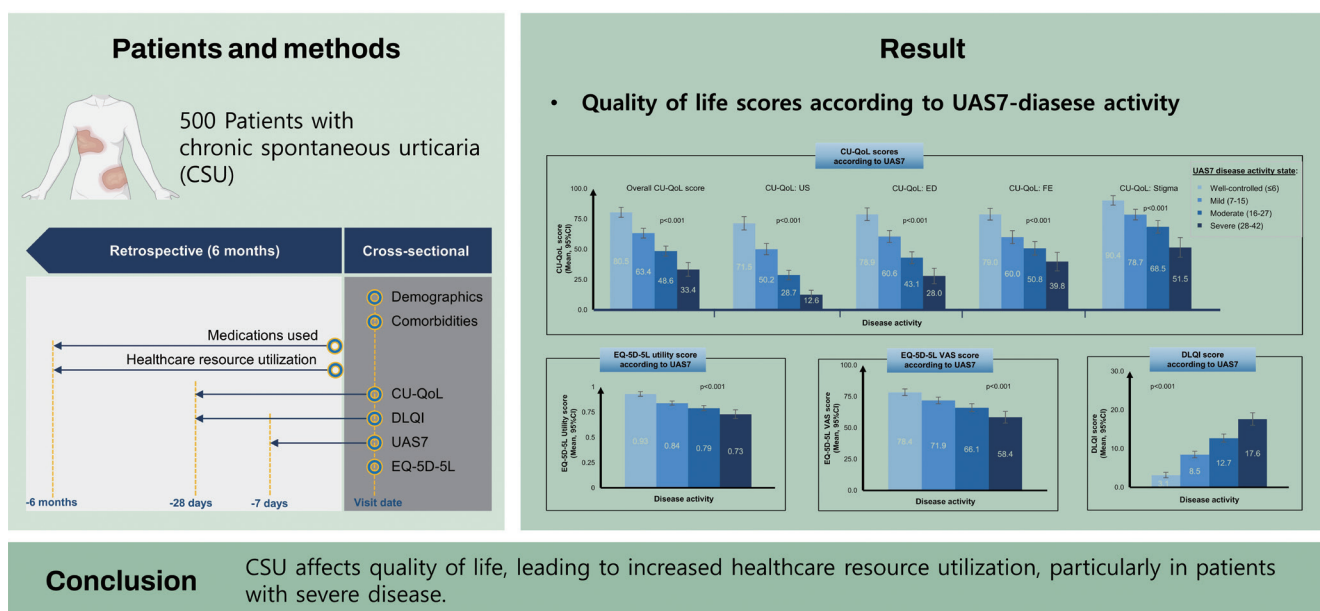 Patients and methods
500 Patients with
chronic spontaneous urticaria
(CSU)
Retrospective (6 months)
Cross-sectional
Demographics
Comorbidities
Medications used
Healthcare resource utilization
CU-QoL
DLQI
UAS7
EQ-5D-5L
-6 months
-28 days
-7 days
Visit date
Result
• Quality of life scores according to UAS7-diasese activity
CU-QoL scores
according to UAS7
UAS7 disease activity state:
Well-controlled (≤6)
Mild (7-15)
Moderate (16-27)
Severe (28-42)
CU-QoL score
(Mean, 95%CI)
100.0
75.0
50.0
25.0
0.0
Overall CU-QoL score
p<0.001
80.5
63.4
48.6
33.4
CU-QoL: US
p<0.001
71.5
50.2
28.7
12.6
CU-QoL: ED
p<0.001
78.9
60.6
43.1
28.0
CU-QoL: FE
p<0.001
79.0
60.0
50.8
39.8
CU-QoL: Stigma
p<0.001
90.4
78.7
68.5
51.5
Disease activity
EQ-5D-5L utility score
according to UAS7
EQ-5D-5L Utility score
(Mean, 95%CI)
1
0.75
0.5
0.25
0
p<0.001
0.93
0.84
0.79
0.73
Disease activity
EQ-5D-5L VAS score
according to UAS7
EQ-5D-5L VAS score
(Mean, 95%CI)
100.0
75.0
50.0
25.0
0.0
p<0.001
78.4
71.9
66.1
58.4
Disease activity
DLQI score
according to UAS7
DLQI score
(Mean, 95%CI)
30.0
20.0
10.0
0.0
p<0.001
8.5
12.7
17.6
Disease activity
Conclusion
CSU affects quality of life, leading to increased healthcare resource utilization, particularly in patients
with severe disease.